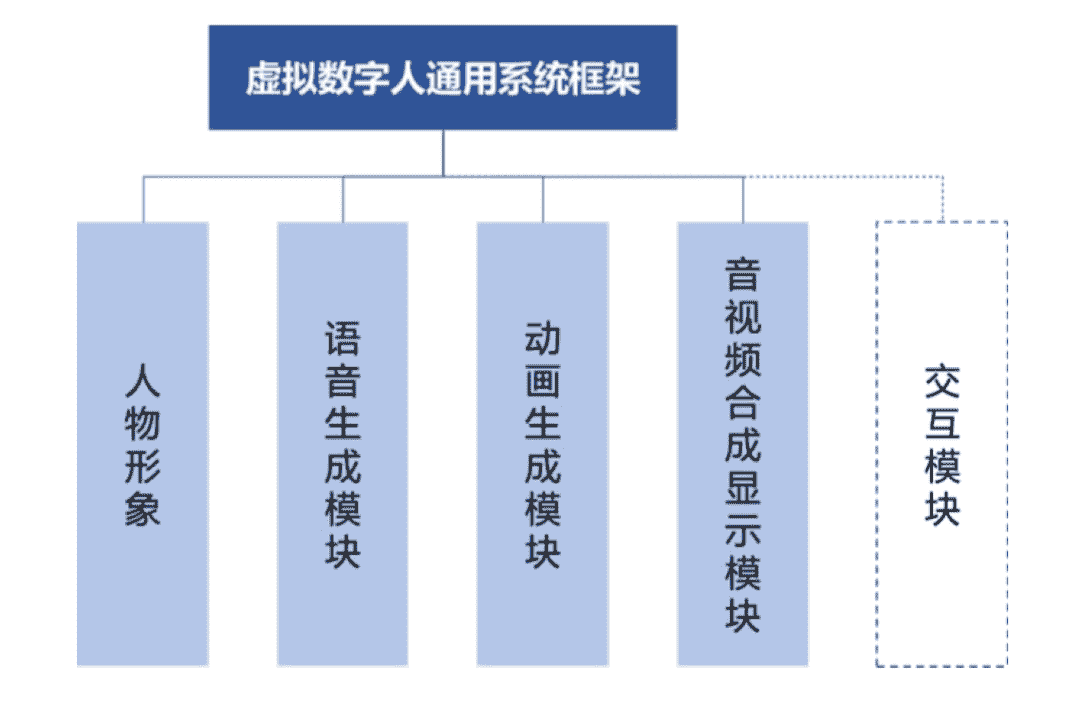 虚拟数字人通用系统框架
人物形象
语音生成模块
动画生成模块
音视频合成显示模块
交互模块